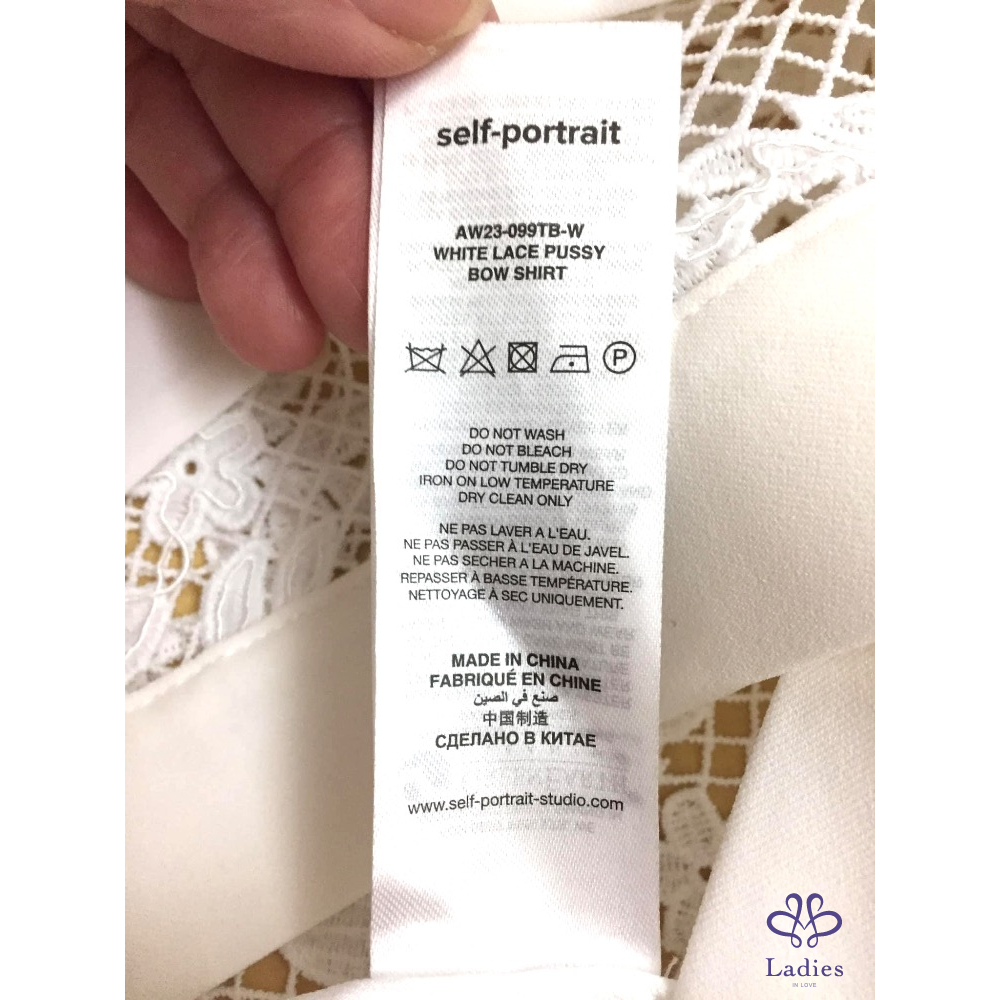 self-portrait
AW23-099TB-W
WHITE LACE PUSSY
BOW SHIRT
P
DO NOT WASH
DO NOT BLEACH
DO NOT TUMBLE DRY
IRON ON LOW TEMPERATURE
DRY CLEAN ONLY
NE PAS LAVER A L'EAU.
NE PAS PASSER À L'EAU DE JAVEL.
NE PAS SECHER A LA MACHINE.
REPASSER À BASSE TEMPÉRATURE.
NETTOYAGE À SEC UNIQUEMENT.
MADE IN CHINA
FABRIQUÉ EN CHINE
صنع في الصين
中国制造
СДЕЛАНО В КИТАЕ
www.self-portrait-studio.com
Ladies
IN LOVE